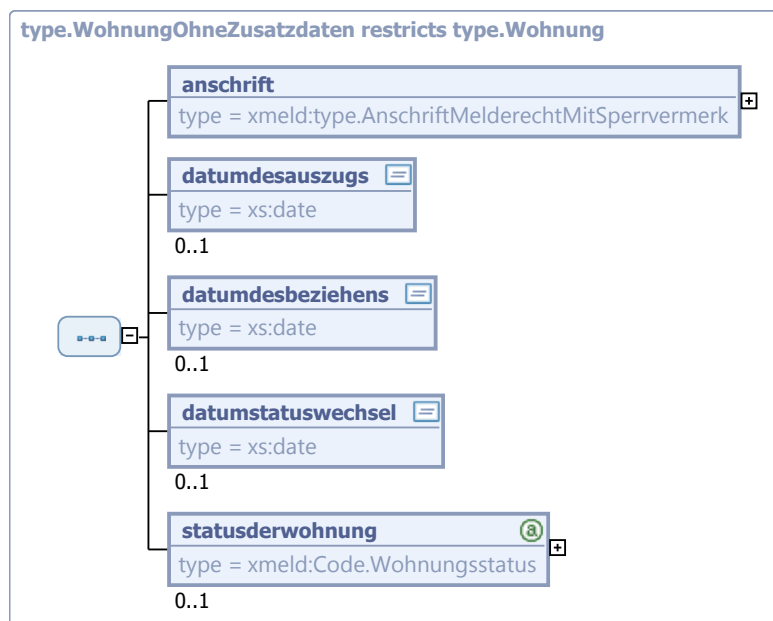 type.WohnungOhneZusatzdaten restricts type.Wohnung
anschrift
type = xmeld:type.AnschriftMelderechtMitSperrvermerk
datumdesauszugs
type = xs:date
0..1
datumdesbeziehens
type = xs:date
0..1
datumstatuswechsel
type = xs:date
0..1
statusderwohnung
a
type = xmeld:Code.Wohnungsstatus
0..1